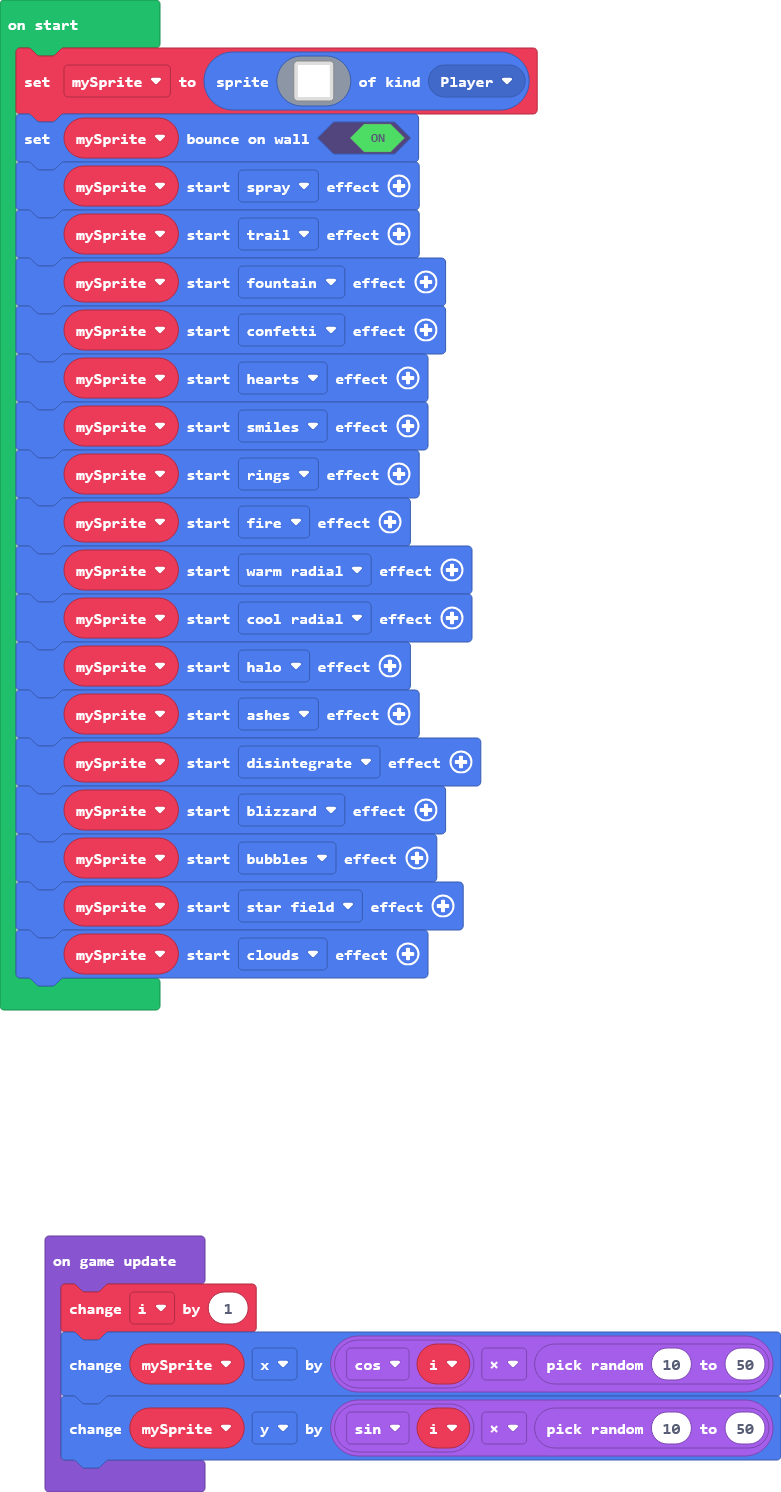 on start
set mySprite to sprite of kind Player
set mySprite bounce on wall ON
mySprite start spray effect
mySprite start trail effect
mySprite start fountain effect
mySprite start confetti effect
mySprite start hearts effect
mySprite start smiles effect
mySprite start rings effect
mySprite start fire effect
mySprite start warm radial effect
mySprite start cool radial effect
mySprite start halo effect
mySprite start ashes effect
mySprite start disintegrate effect
mySprite start blizzard effect
mySprite start bubbles effect
mySprite start star field effect
mySprite start clouds effect
on game update
change i by 1
change mySprite x by cos i × pick random 10 to 50
change mySprite y by sin i × pick random 10 to 50